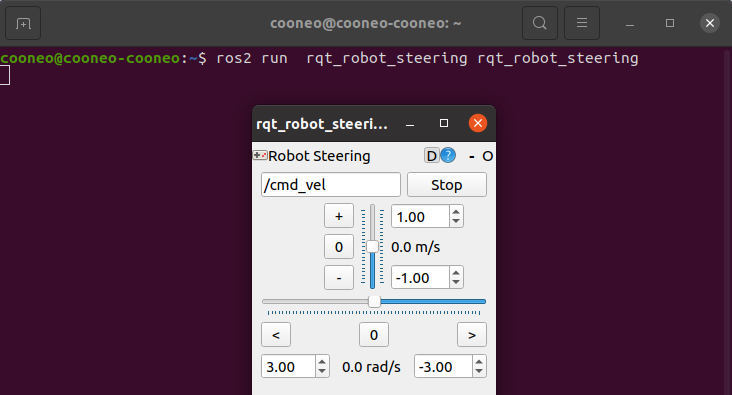 cooneo@cooneo-cooneo: ~
cooneo@cooneo-cooneo:~$ ros2 run  rqt_robot_steering rqt_robot_steering
rqt_robot_steeri...
Robot Steering D ? - O
/cmd_vel Stop
+ 1.00
0 0.0 m/s
- -1.00
< 0 >
3.00 0.0 rad/s -3.00